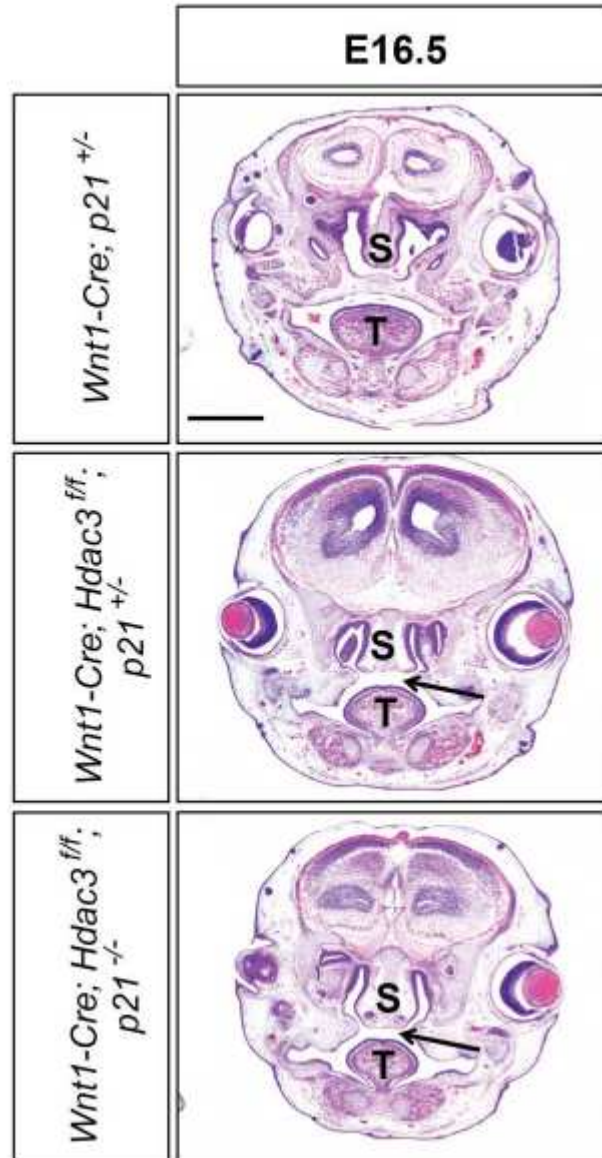 E16.5
Wnt1-Cre; p21 +/-
S
T
Wnt1-Cre; Hdac3 f/f.,
p21 +/-
S
T
Wnt1-Cre; Hdac3 f/f.,
p21 -/-
S
T